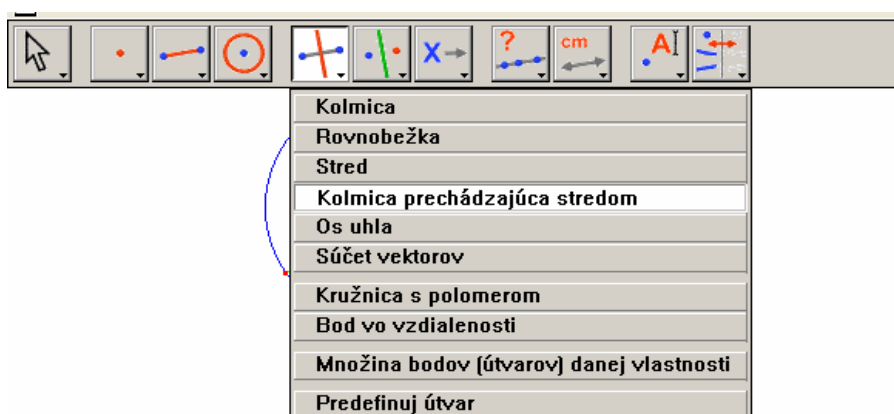 X
?
cm
A
Kolmica
Rovnobežka
Stred
Kolmica prechádzajúca stredom
Os uhla
Súčet vektorov
Kružnica s polomerom
Bod vo vzdialenosti
Množina bodov (útvarov) danej vlastnosti
Predefinuj útvar